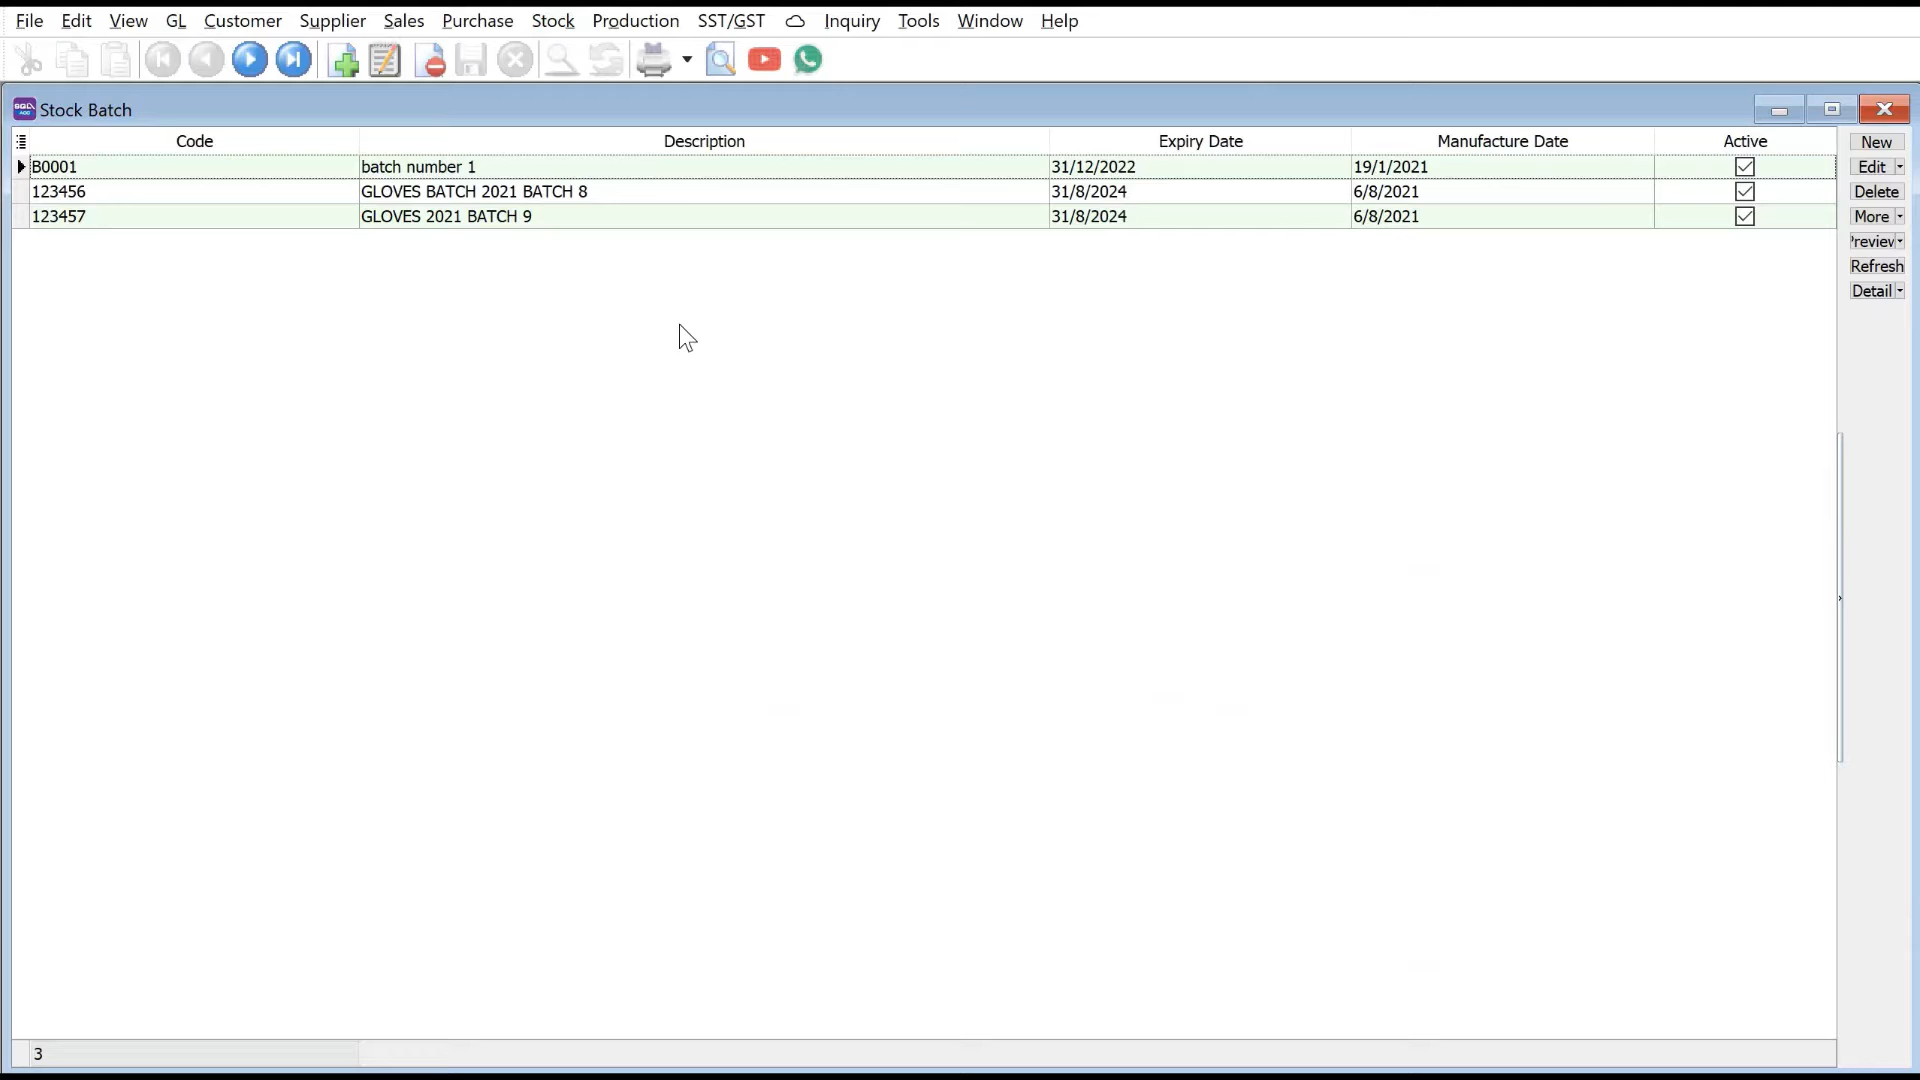 File Edit View GL Customer Supplier Sales Purchase Stock Production SST/GST Inquiry Tools Window Help
SQL ACC Stock Batch
Code Description Expiry Date Manufacture Date Active
B0001 batch number 1 31/12/2022 19/1/2021
123456 GLOVES BATCH 2021 BATCH 8 31/8/2024 6/8/2021
123457 GLOVES 2021 BATCH 9 31/8/2024 6/8/2021
New
Edit
Delete
More
Preview
Refresh
Detail
3